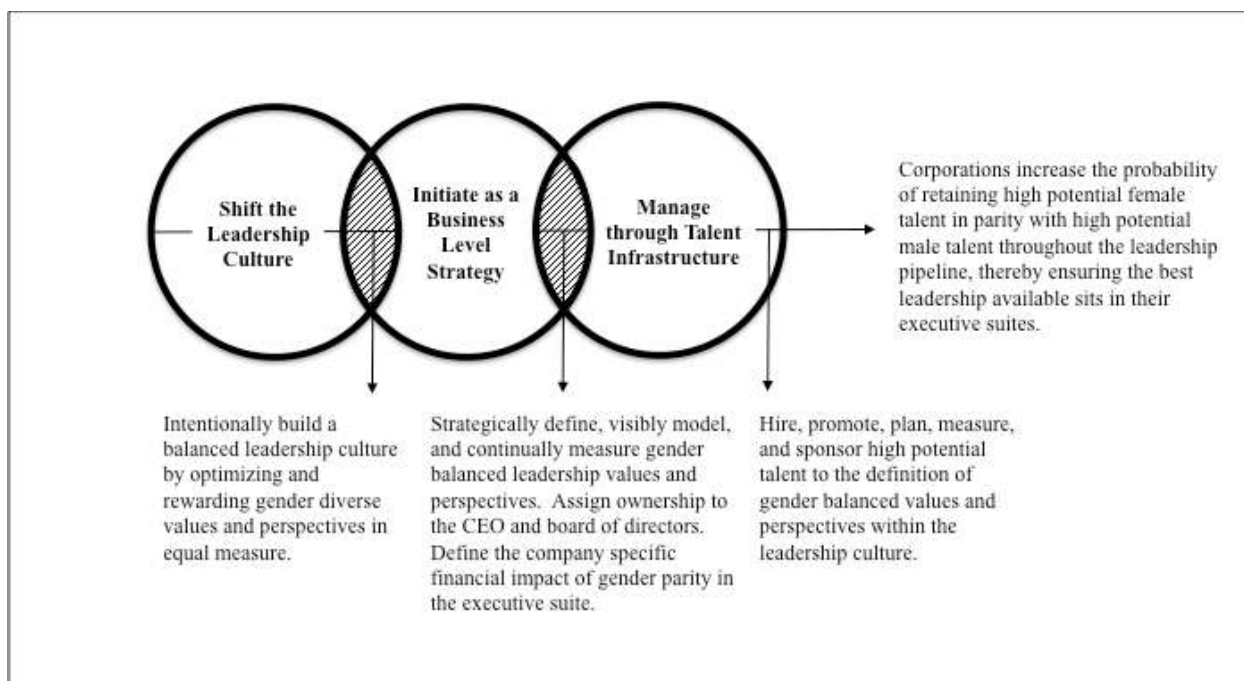 Shift the
Leadership
Culture
Initiate as a
Business
Level
Strategy
Manage
through Talent
Infrastructure
Corporations increase the probability
of retaining high potential female
talent in parity with high potential
male talent throughout the leadership
pipeline, thereby ensuring the best
leadership available sits in their
executive suites.
Intentionally build a
balanced leadership culture
by optimizing and
rewarding gender diverse
values and perspectives in
equal measure.
Strategically define, visibly model,
and continually measure gender
balanced leadership values and
perspectives.  Assign ownership to
the CEO and board of directors.
Define the company specific
financial impact of gender parity in
the executive suite.
Hire, promote, plan, measure,
and sponsor high potential
talent to the definition of
gender balanced values and
perspectives within the
leadership culture.